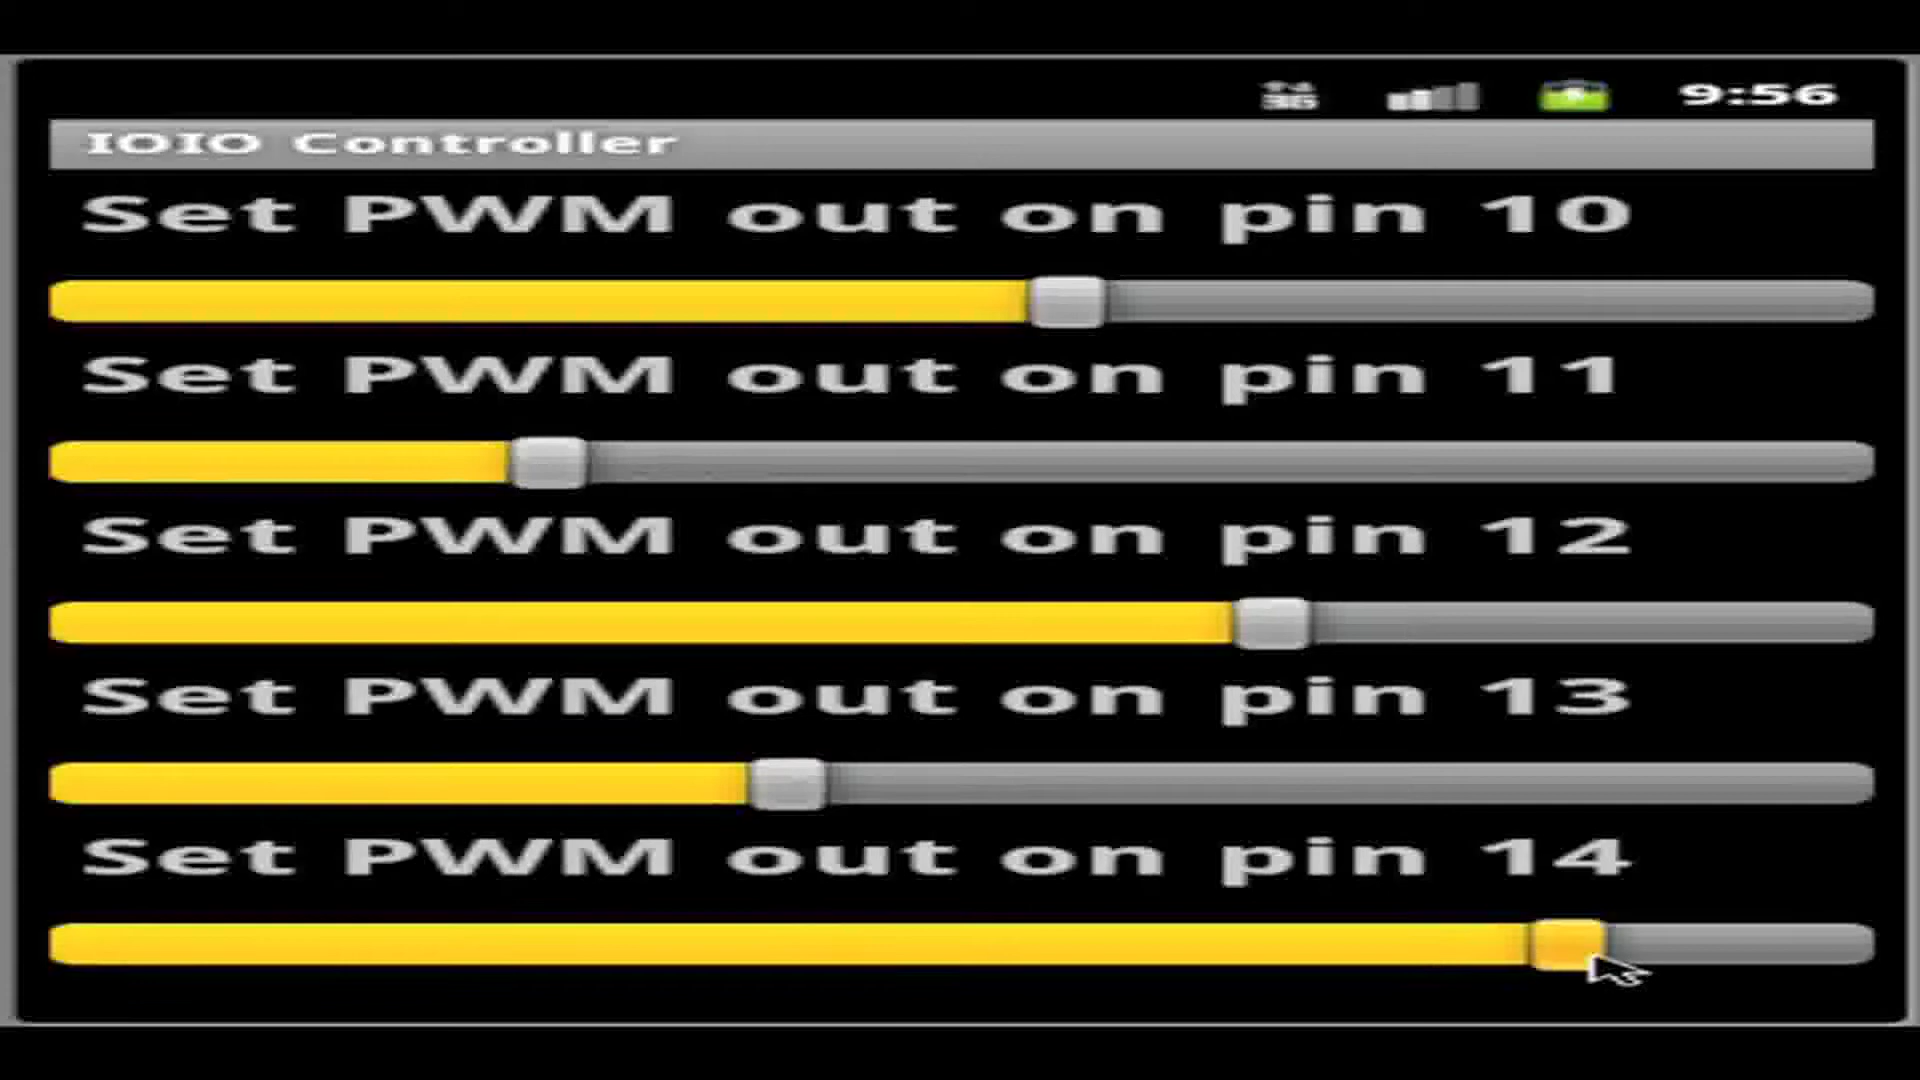 3G 9:56
IOIO Controller
Set PWM out on pin 10
Set PWM out on pin 11
Set PWM out on pin 12
Set PWM out on pin 13
Set PWM out on pin 14